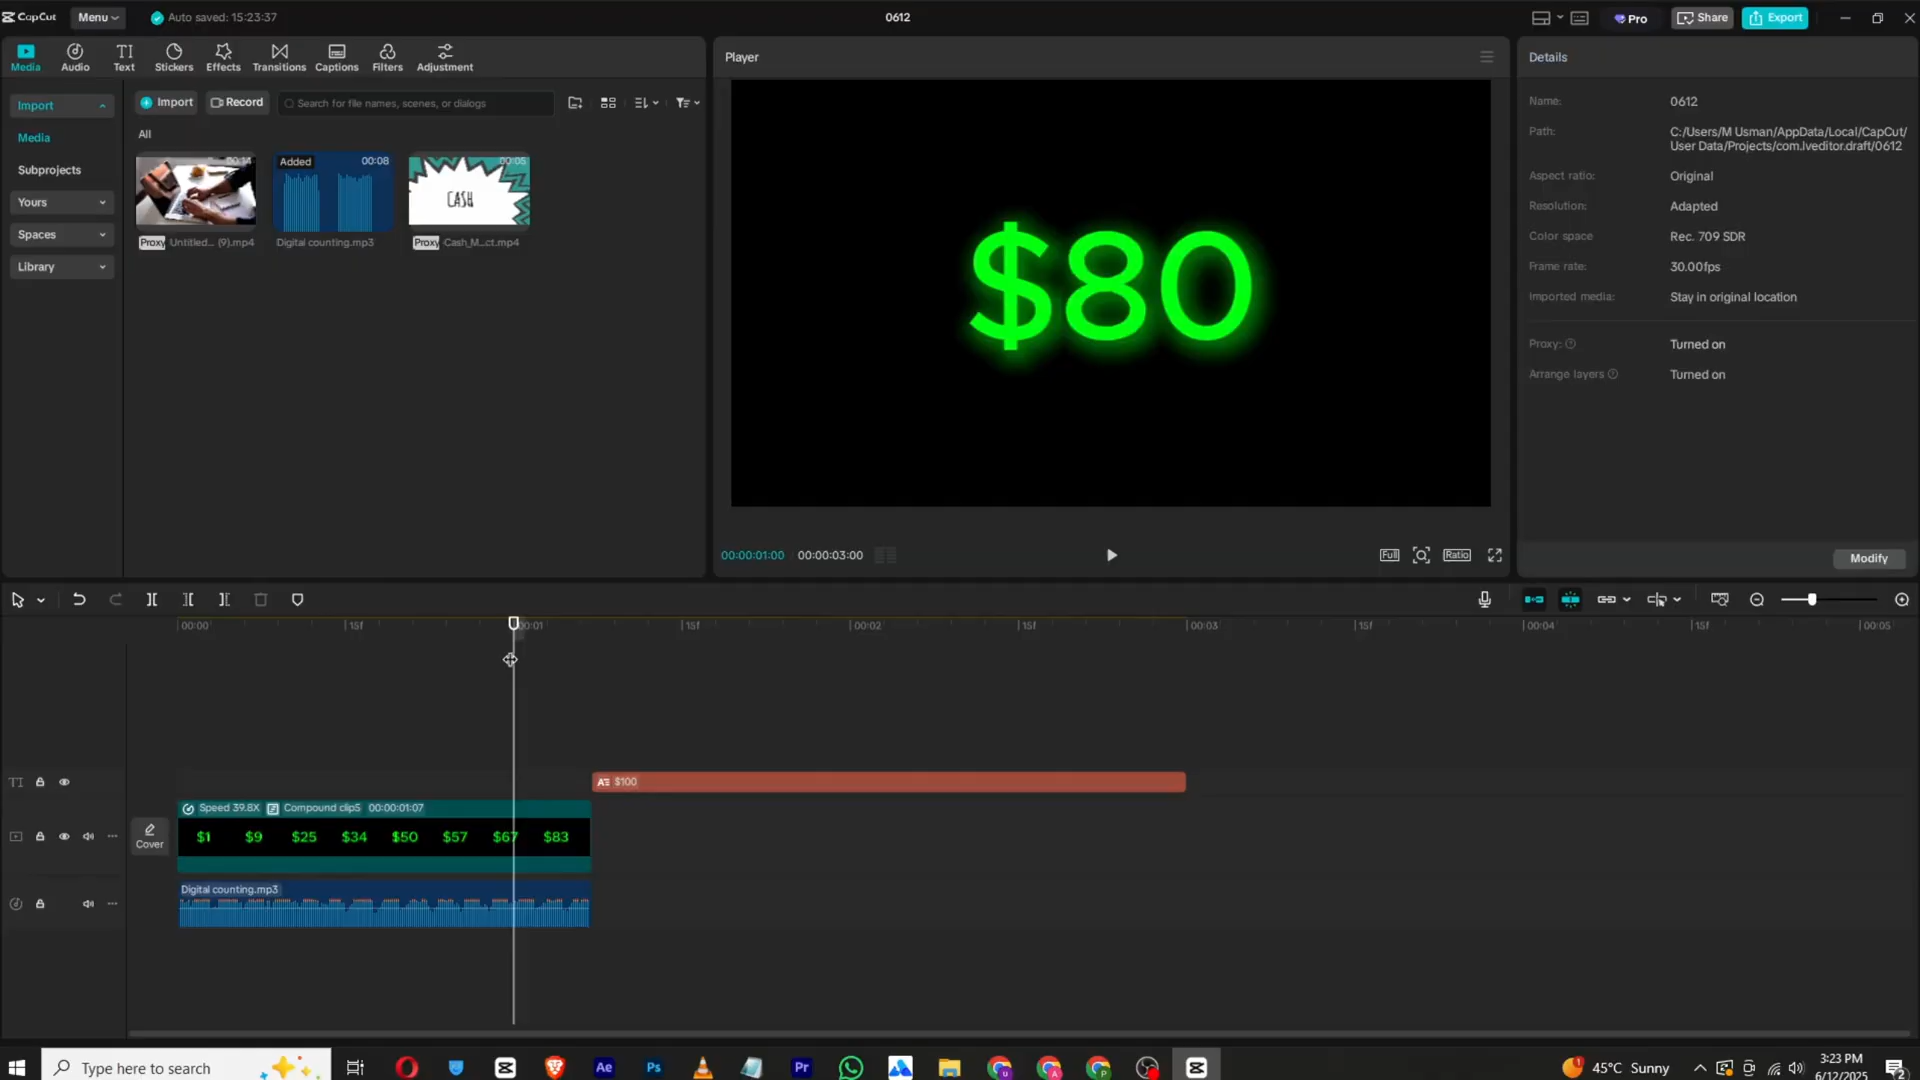 CapCut
Menu
Auto saved: 15:23:37
0612
Pro
Share
Export
Media
Audio
Text
Stickers
Effects
Transitions
Captions
Filters
Adjustment
Player
Details
Import
Media
Subprojects
Yours
Spaces
Library
Import
Record
Search for file names, scenes, or dialogs
All
00:14
Added
00:08
00:05
CASH
Proxy Untitled... (9).mp4
Digital counting.mp3
Proxy Cash_M...ct.mp4
$80
00:00:01:00 / 00:00:03:00
Full
Ratio
Name: 0612
Path: C:/Users/M Usman/AppData/Local/CapCut/
User Data/Projects/com.lveditor.draft/0612
Aspect ratio: Original
Resolution: Adapted
Color space Rec. 709 SDR
Frame rate: 30.00fps
Imported media: Stay in original location
Proxy: Turned on
Arrange layers Turned on
Modify
00:00
15f
00:01
15f
00:02
15f
00:03
15f
00:04
15f
00:05
$100
Speed 39.8X Compound clip5 00:00:01:07
Cover
$1 $9 $25 $34 $50 $57 $67 $83
Digital counting.mp3
Type here to search
Ae
Ps
Pr
1
45°C Sunny
3:23 PM
6/12/2025
2